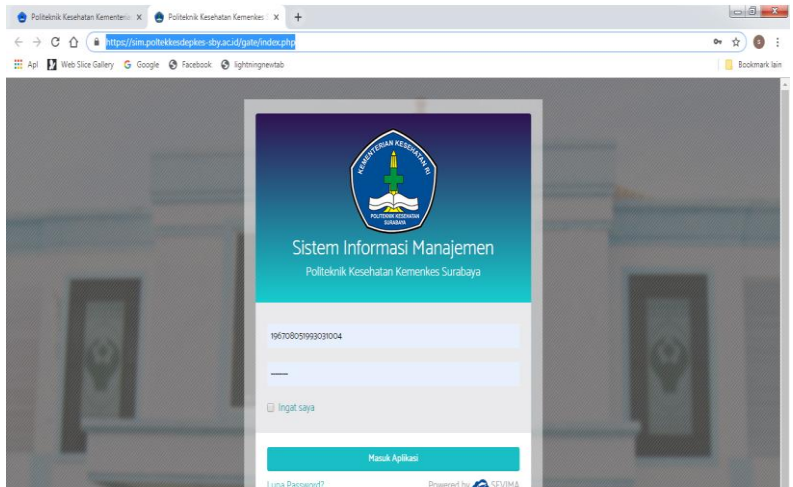 Politeknik Kesehatan Kementeria
Politeknik Kesehatan Kemenkes
https://sim.poltekkesdepkes-sby.ac.id/gate/index.php
Apl Web Slice Gallery Google Facebook lightningnewtab Bookmark lain
KEMENTERIAN KESEHATAN RI
POLITEKNIK KESEHATAN
SURABAYA
Sistem Informasi Manajemen
Politeknik Kesehatan Kemenkes Surabaya
196708051993031004
Ingat saya
Masuk Aplikasi
Lupa Password? Powered by SEVIMA